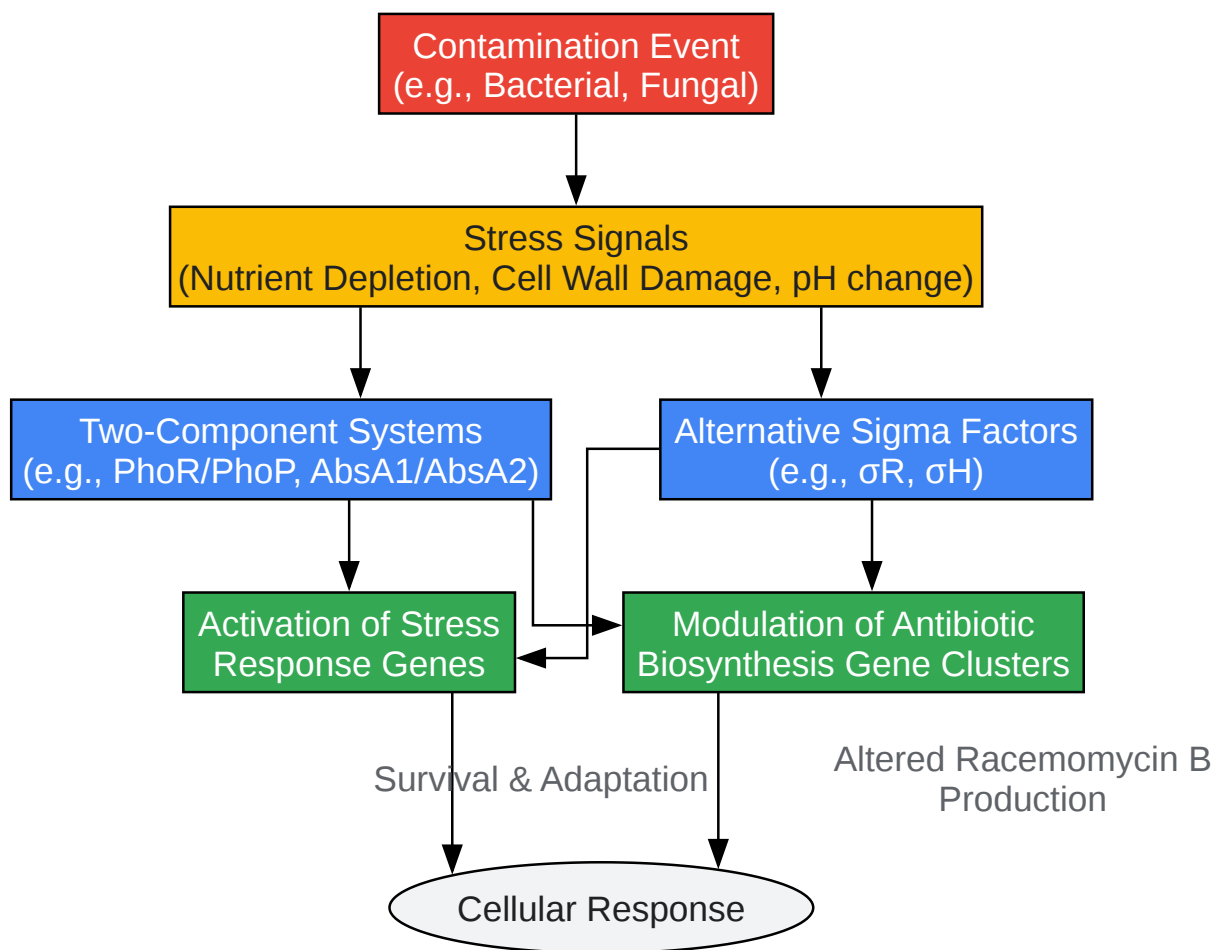 Contamination Event
(e.g., Bacterial, Fungal)
Stress Signals
(Nutrient Depletion, Cell Wall Damage, pH change)
Two-Component Systems
(e.g., PhoR/PhoP, AbsA1/AbsA2)
Alternative Sigma Factors
(e.g., σR, σH)
Activation of Stress
Response Genes
Modulation of Antibiotic
Biosynthesis Gene Clusters
Survival & Adaptation
Altered Racemomycin B
Production
Cellular Response